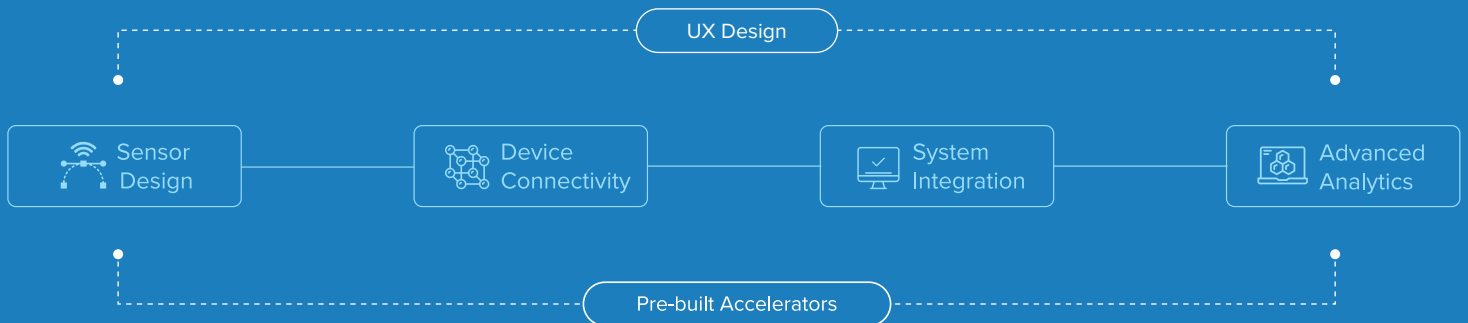 UX Design
Sensor
Design
Device
Connectivity
System
Integration
Advanced
Analytics
Pre-built Accelerators